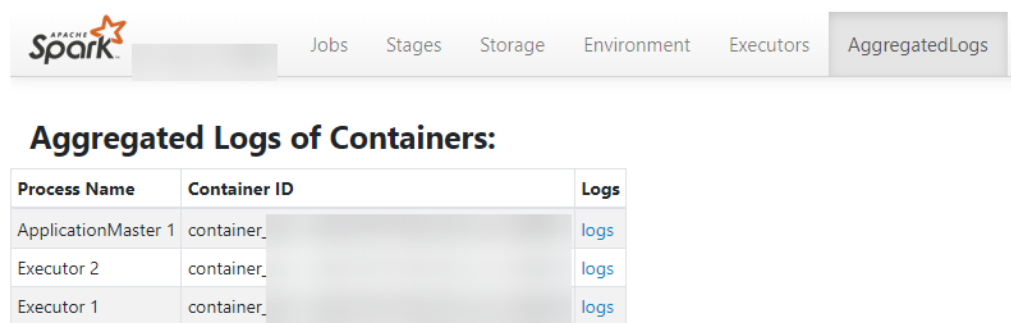 APACHE Spark Jobs Stages Storage Environment Executors AggregatedLogs
Aggregated Logs of Containers:
Process Name Container ID Logs
ApplicationMaster 1 container_ logs
Executor 2 container_ logs
Executor 1 container_ logs